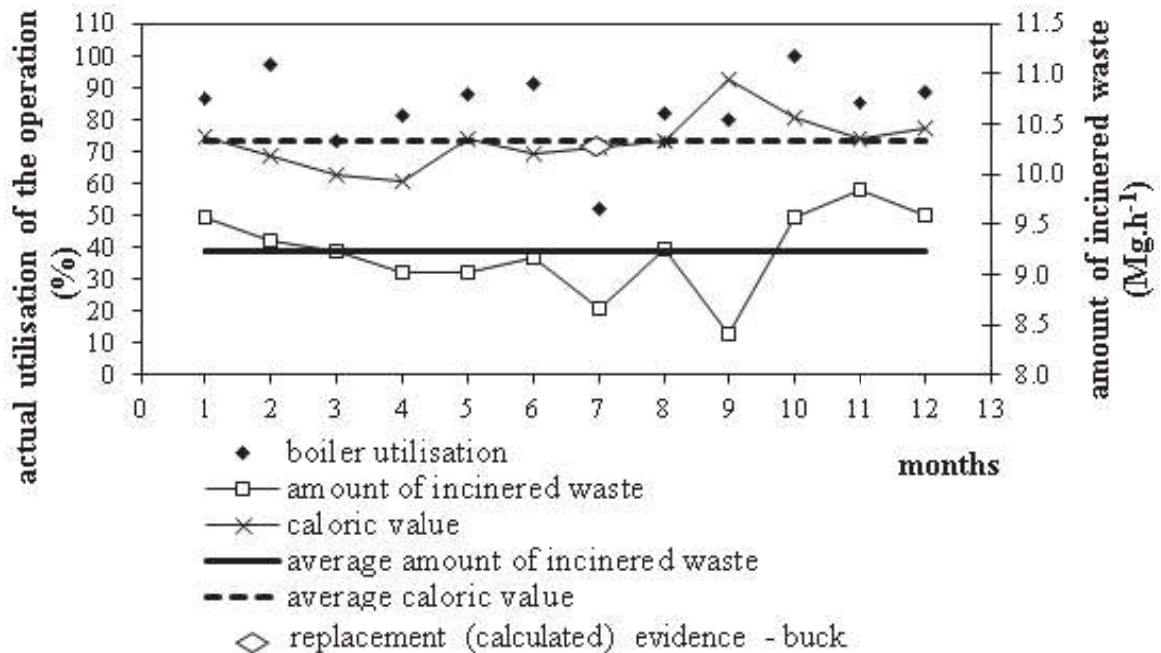 actual utilisation of the operation
(%)
110
100
90
80
70
60
50
40
30
20
10
0
11.5
11.0
10.5
10.0
9.5
9.0
8.5
8.0
amount of incinered waste
(Mg.h-1)
0 1 2 3 4 5 6 7 8 9 10 11 12 13
months
boiler utilisation
amount of incinered waste
caloric value
average amount of incinered waste
average caloric value
replacement (calculated) evidence - buck